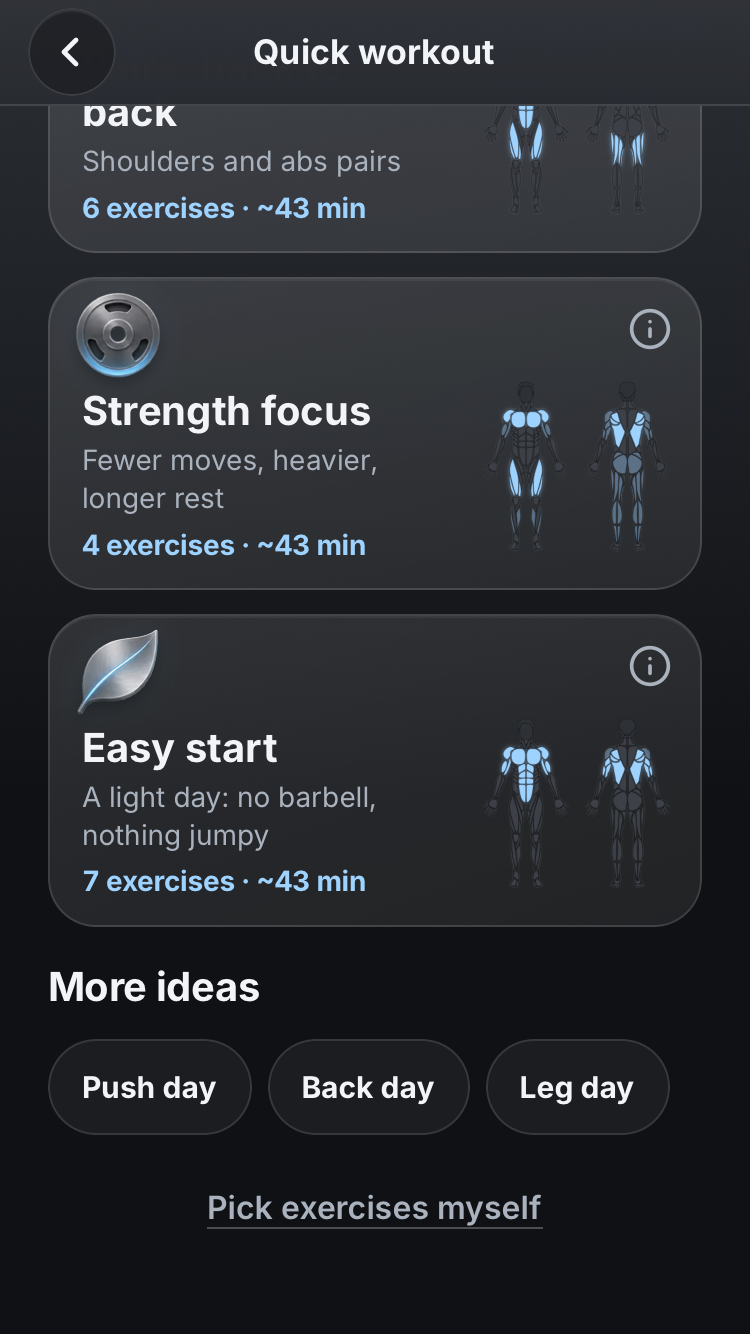 Quick workout
back
Shoulders and abs pairs
6 exercises · ~43 min
Strength focus
Fewer moves, heavier,
longer rest
4 exercises · ~43 min
Easy start
A light day: no barbell,
nothing jumpy
7 exercises · ~43 min
More ideas
Push day
Back day
Leg day
Pick exercises myself